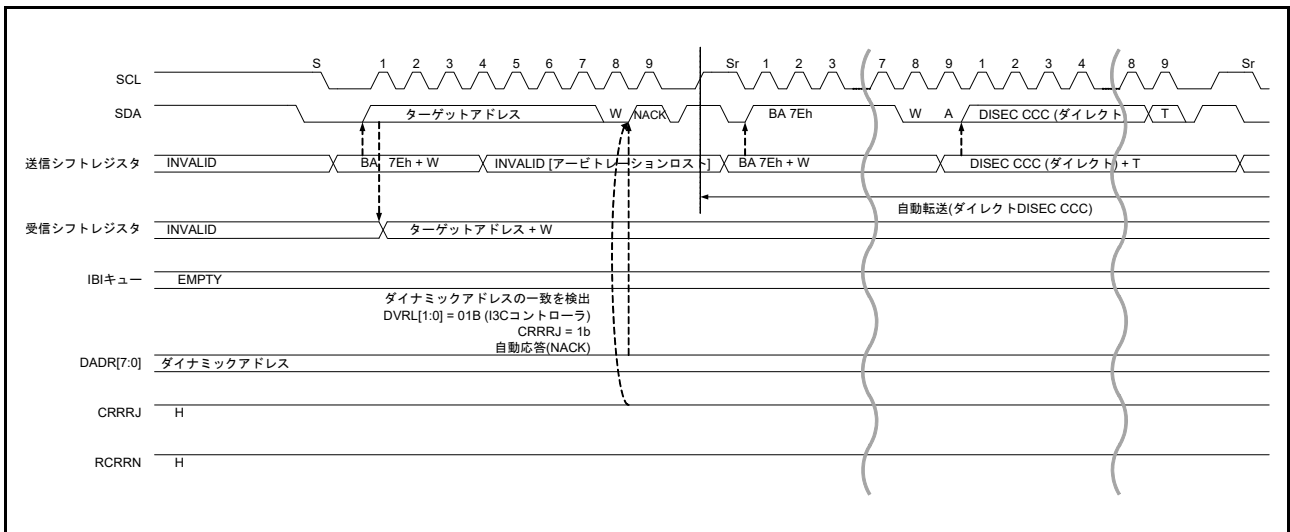 S 1 2 3 4 5 6 7 8 9 Sr 1 2 3 7 8 9 1 2 3 4 8 9 Sr
SCL
SDA ターゲットアドレス W NACK BA 7Eh W A DISEC CCC (ダイレクト T
送信シフトレジスタ INVALID BA 7Eh + W INVALID [アービトレーションロスト] BA 7Eh + W DISEC CCC (ダイレクト) + T
自動転送(ダイレクトDISEC CCC)
受信シフトレジスタ INVALID ターゲットアドレス + W
IBIキュー EMPTY
ダイナミックアドレスの一致を検出
DVRL[1:0] = 01B (I3Cコントローラ)
CRRRJ = 1b
自動応答(NACK)
DADR[7:0] ダイナミックアドレス
CRRRJ H
RCRRN H